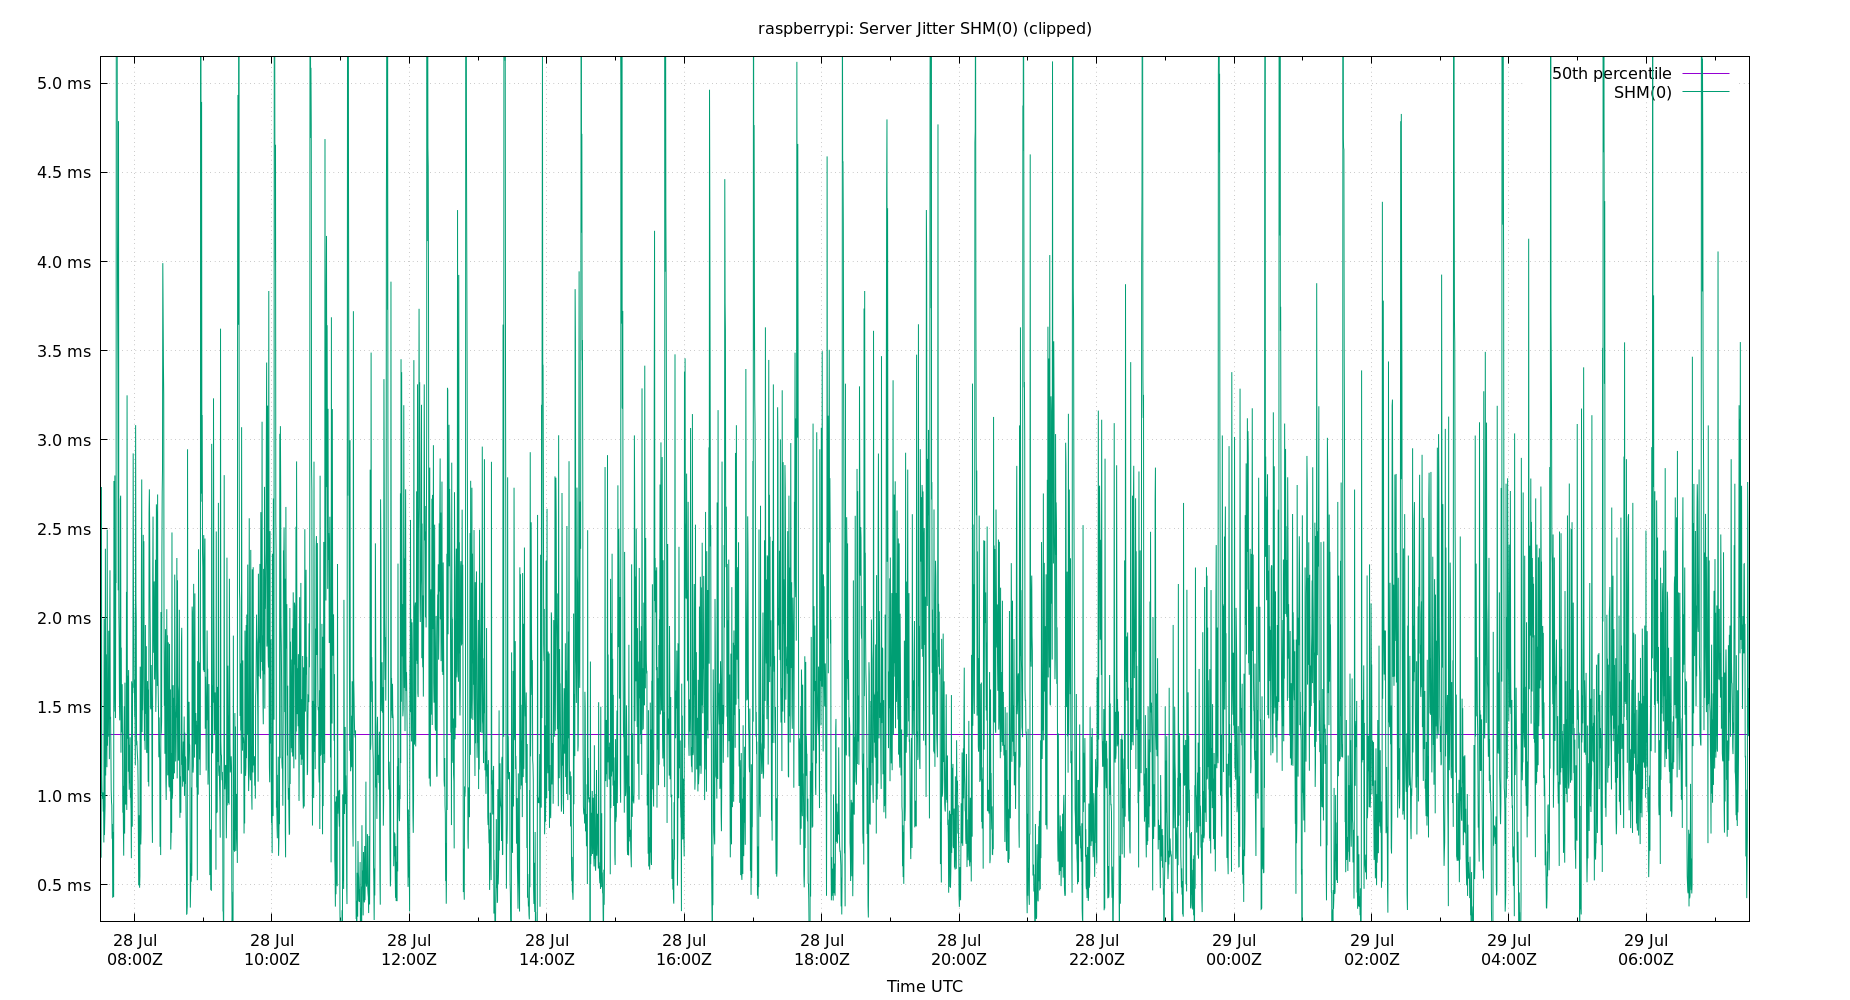 raspberrypi: Server Jitter SHM(0) (clipped)
50th percentile
SHM(0)
5.0 ms
4.5 ms
4.0 ms
3.5 ms
3.0 ms
2.5 ms
2.0 ms
1.5 ms
1.0 ms
0.5 ms
28 Jul 28 Jul 28 Jul 28 Jul 28 Jul 28 Jul 28 Jul 28 Jul 29 Jul 29 Jul 29 Jul 29 Jul
08:00Z 10:00Z 12:00Z 14:00Z 16:00Z 18:00Z 20:00Z 22:00Z 00:00Z 02:00Z 04:00Z 06:00Z
Time UTC